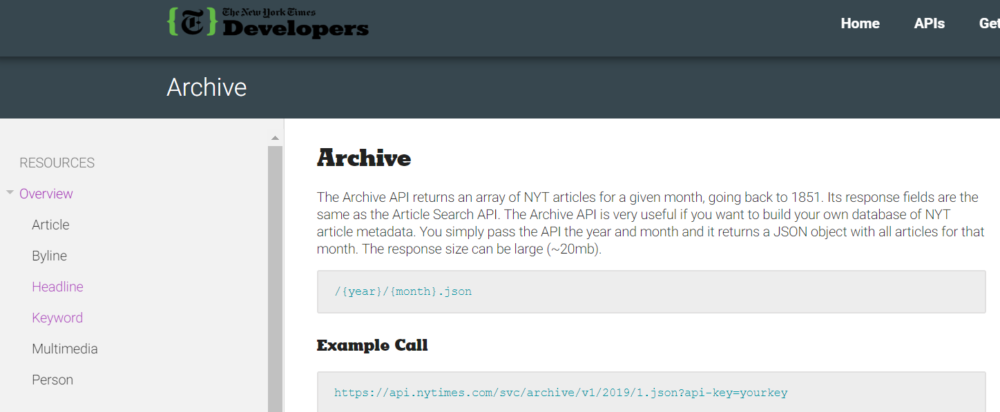 The New York Times
{T} Developers
Home
APIs
Get
Archive
RESOURCES
Overview
Article
Byline
Headline
Keyword
Multimedia
Person
Archive
The Archive API returns an array of NYT articles for a given month, going back to 1851. Its response fields are the
same as the Article Search API. The Archive API is very useful if you want to build your own database of NYT
article metadata. You simply pass the API the year and month and it returns a JSON object with all articles for that
month. The response size can be large (~20mb).
/{year}/{month}.json
Example Call
https://api.nytimes.com/svc/archive/v1/2019/1.json?api-key=yourkey